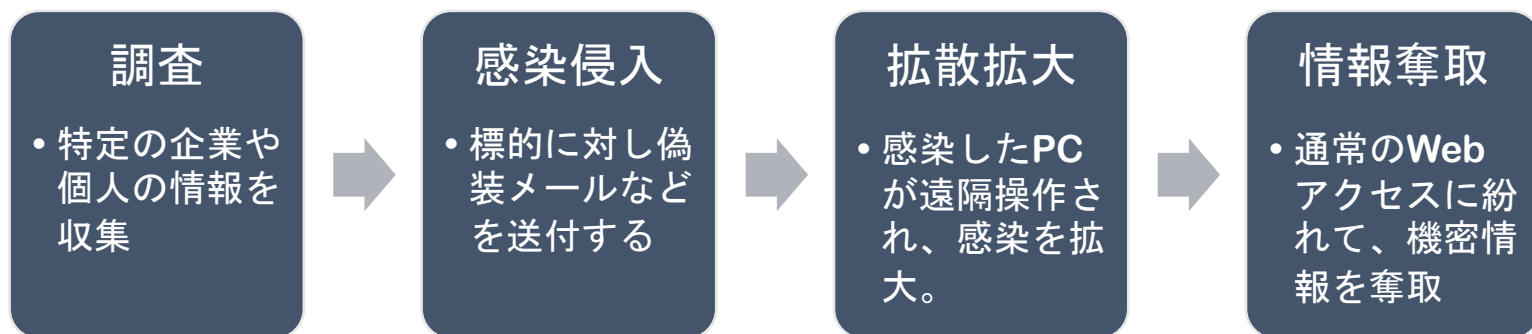 調査
• 特定の企業や
個人の情報を
収集
感染侵入
• 標的に対し偽
装メールなど
を送付する
拡散拡大
• 感染したPC
が遠隔操作さ
れ、感染を拡
大。
情報奪取
• 通常のWeb
アクセスに紛
れて、機密情
報を奪取